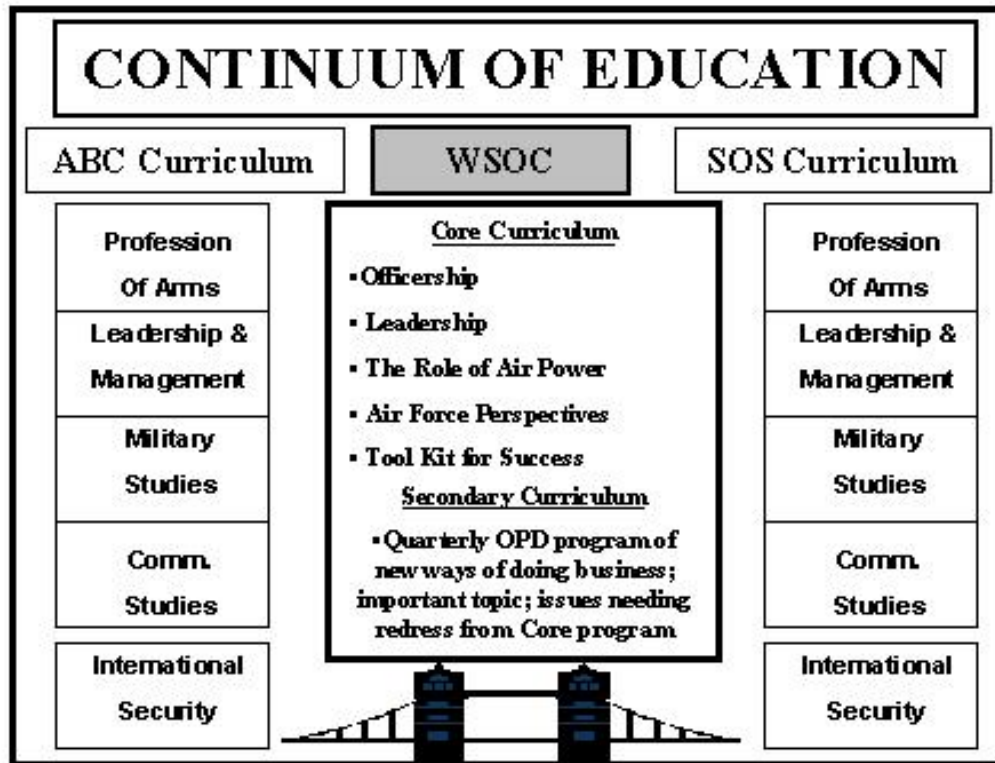 CONTINUUM OF EDUCATION
ABC Curriculum
WSOC
SOS Curriculum
Profession
Of Arms
Leadership &
Management
Military
Studies
Comm.
Studies
International
Security
Core Curriculum
▪ Officership
▪ Leadership
▪ The Role of Air Power
▪ Air Force Perspectives
▪ Tool Kit for Success
Secondary Curriculum
▪ Quarterly OPD program of
new ways of doing business;
important topic; issues needing
redress from Core program
Profession
Of Arms
Leadership &
Management
Military
Studies
Comm.
Studies
International
Security